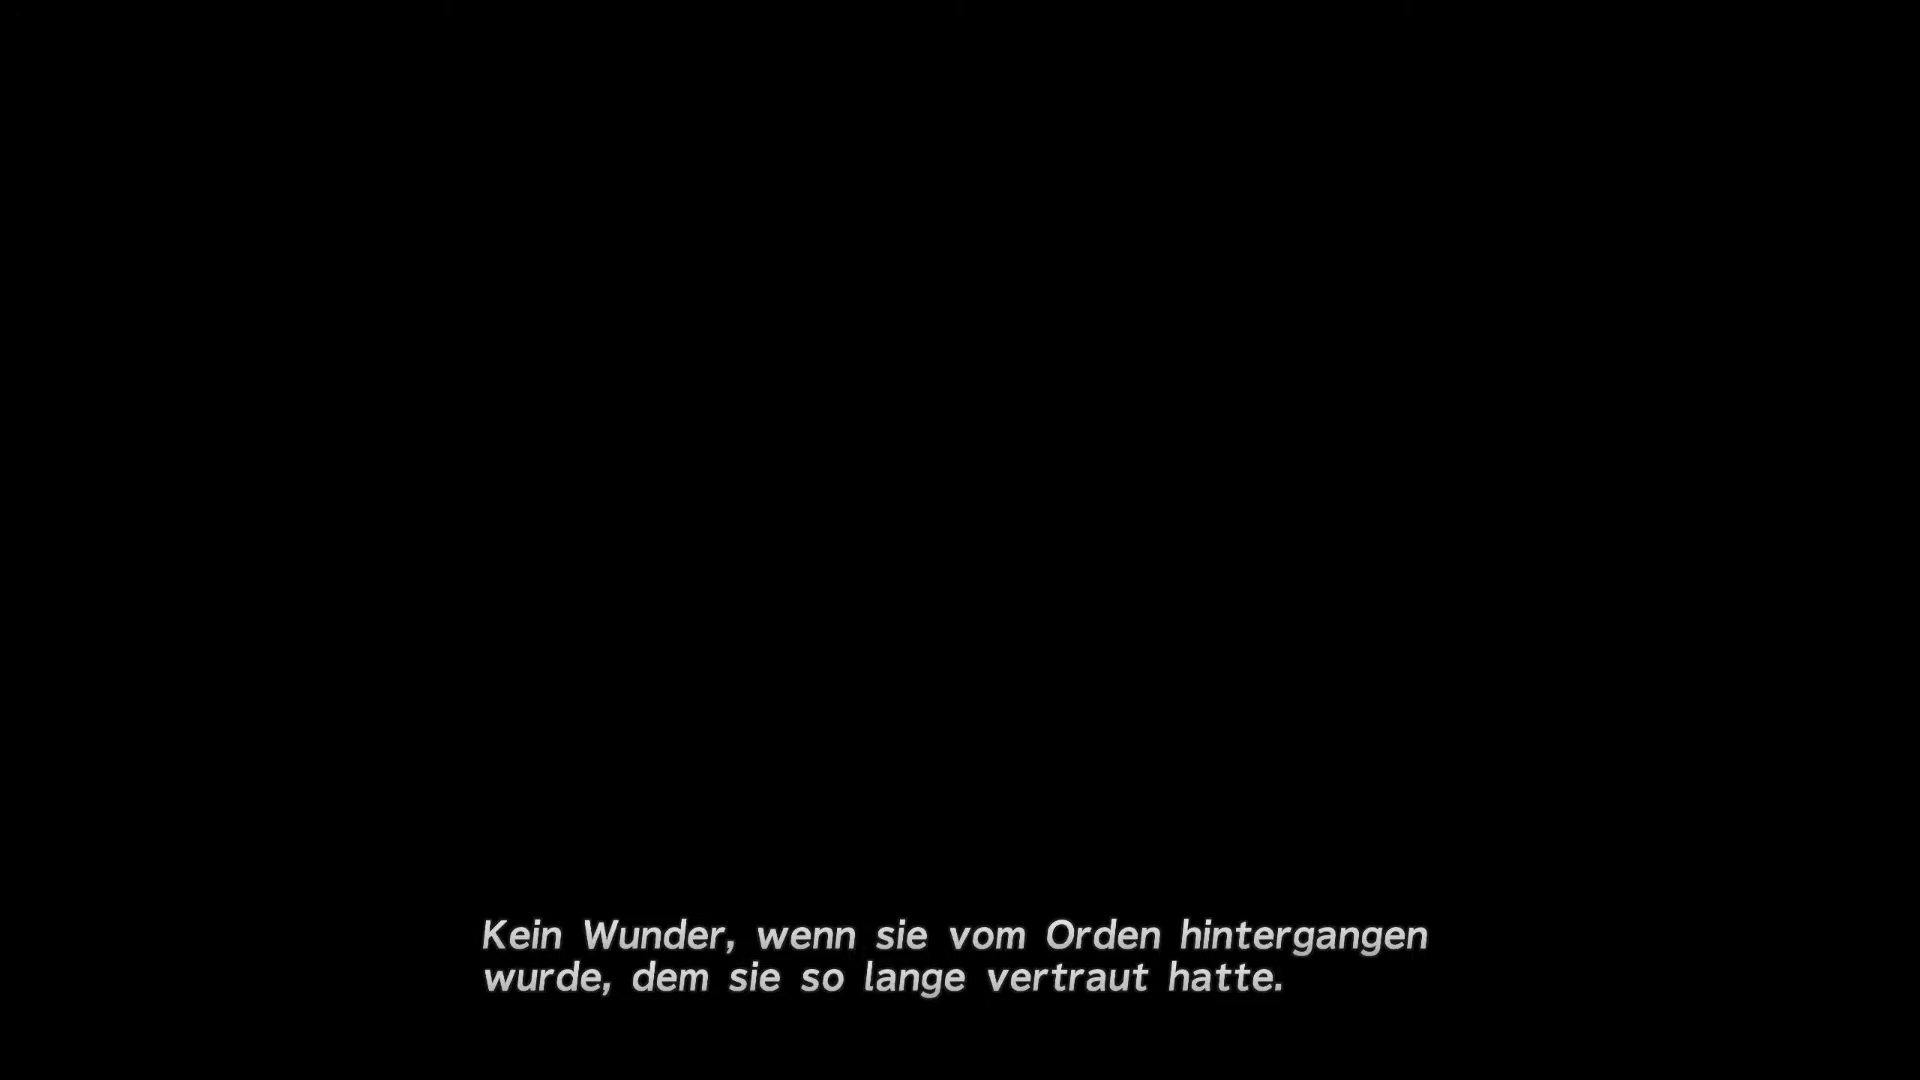 Kein Wunder, wenn sie vom Orden hintergangen
wurde, dem sie so lange vertraut hatte.